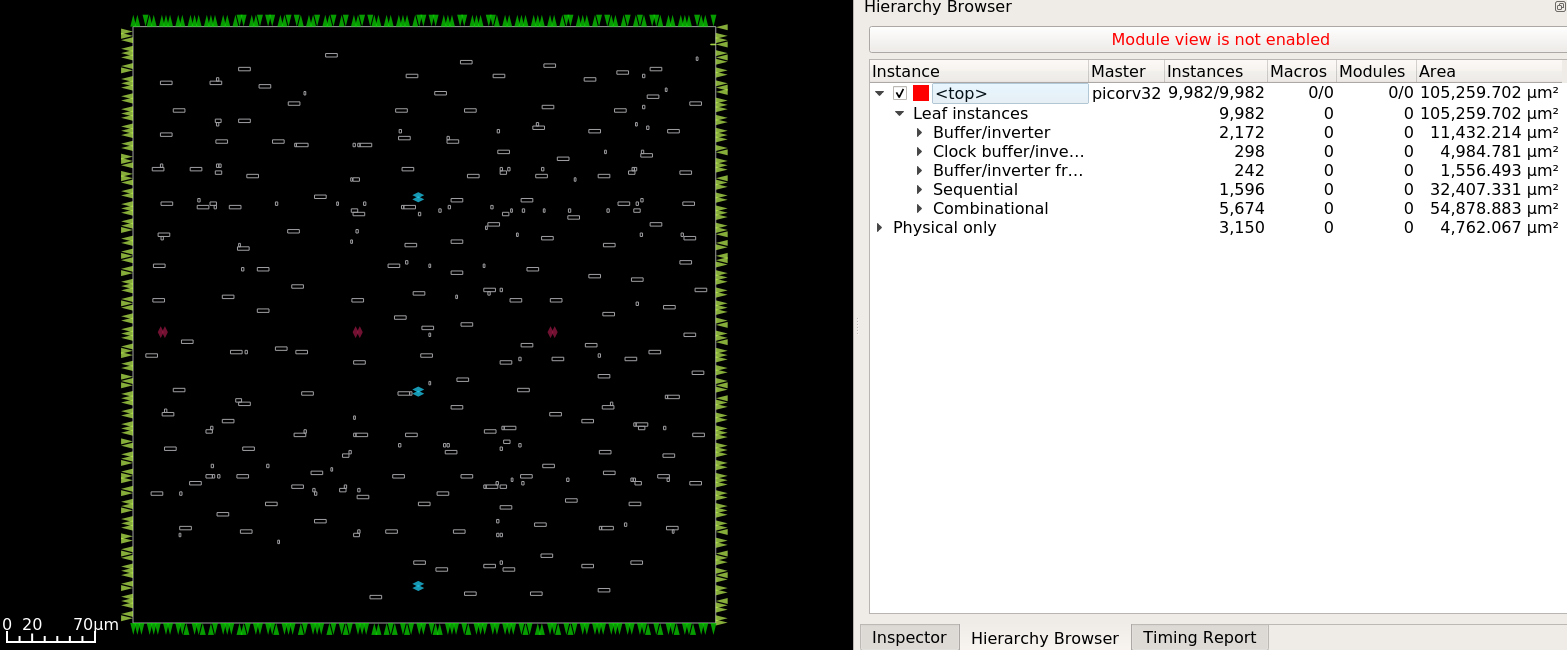 Hierarchy Browser
Module view is not enabled
Instance Master Instances Macros Modules Area
<top> picorv32 9,982/9,982 0/0 0/0 105,259.702 µm²
Leaf instances 9,982 0 0 105,259.702 µm²
Buffer/inverter 2,172 0 0 11,432.214 µm²
Clock buffer/inve... 298 0 0 4,984.781 µm²
Buffer/inverter fr... 242 0 0 1,556.493 µm²
Sequential 1,596 0 0 32,407.331 µm²
Combinational 5,674 0 0 54,878.883 µm²
Physical only 3,150 0 0 4,762.067 µm²
0 20 70µm
Inspector Hierarchy Browser Timing Report